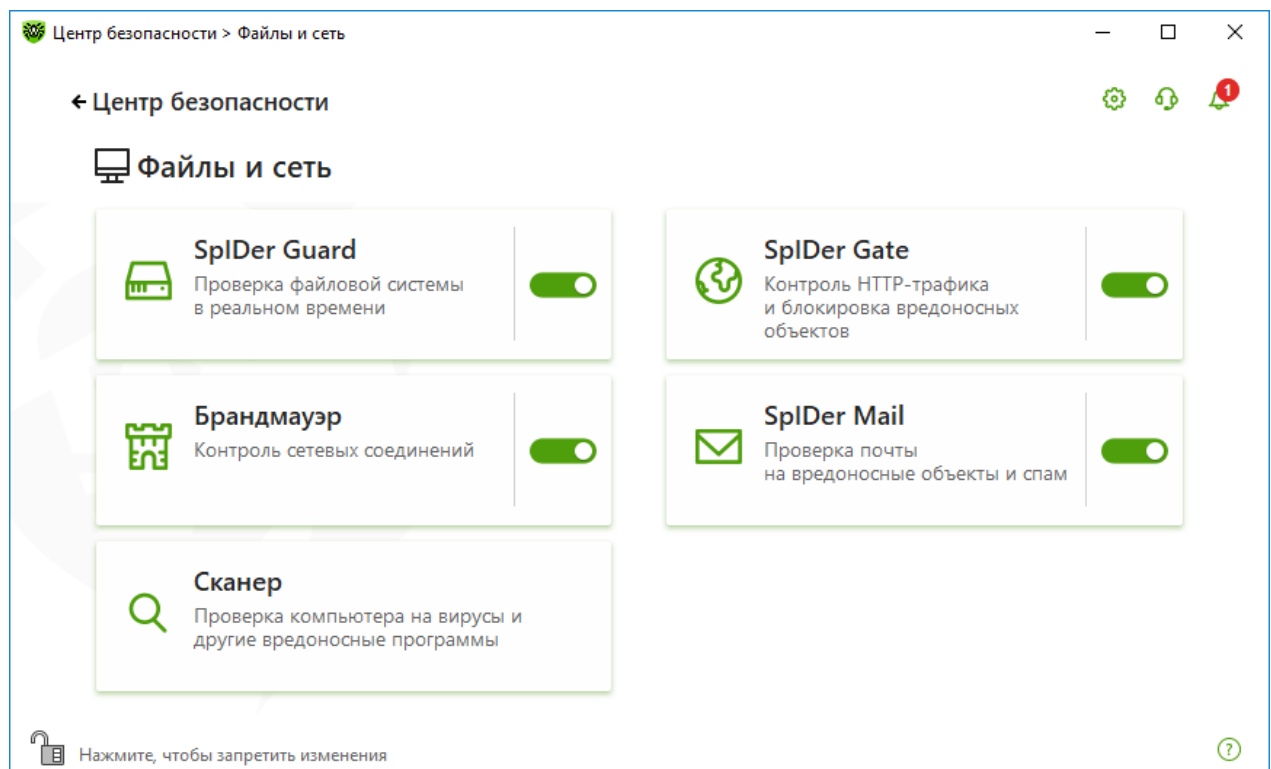 Центр безопасности > Файлы и сеть
Центр безопасности
1
Файлы и сеть
SpIDer Guard
Проверка файловой системы
в реальном времени
SpIDer Gate
Контроль HTTP-трафика
и блокировка вредоносных
объектов
Брандмауэр
Контроль сетевых соединений
SpIDer Mail
Проверка почты
на вредоносные объекты и спам
Сканер
Проверка компьютера на вирусы и
другие вредоносные программы
Нажмите, чтобы запретить изменения
?